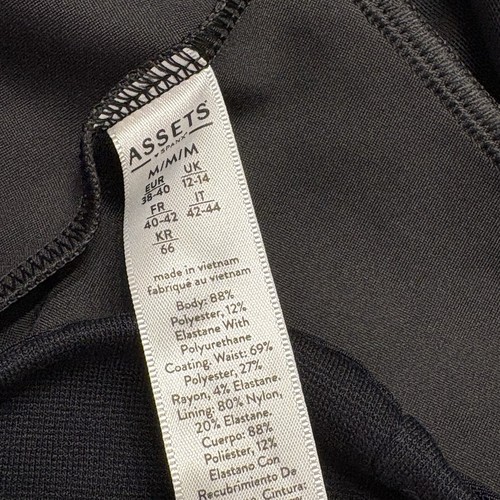 ASSETS
♥ SPANX®
M/M/M
EUR UK
38-40 12-14
FR IT
40-42 42-44
KR
66
made in vietnam
fabriqué au vietnam
Body: 88%
Polyester, 12%
Elastane With
Polyurethane
Coating. Waist: 69%
Polyester, 27%
Rayon, 4% Elastane.
Lining: 80% Nylon,
20% Elastane.
Cuerpo: 88%
Poliéster, 12%
Elastano Con
Recubrimiento De
Cintura: